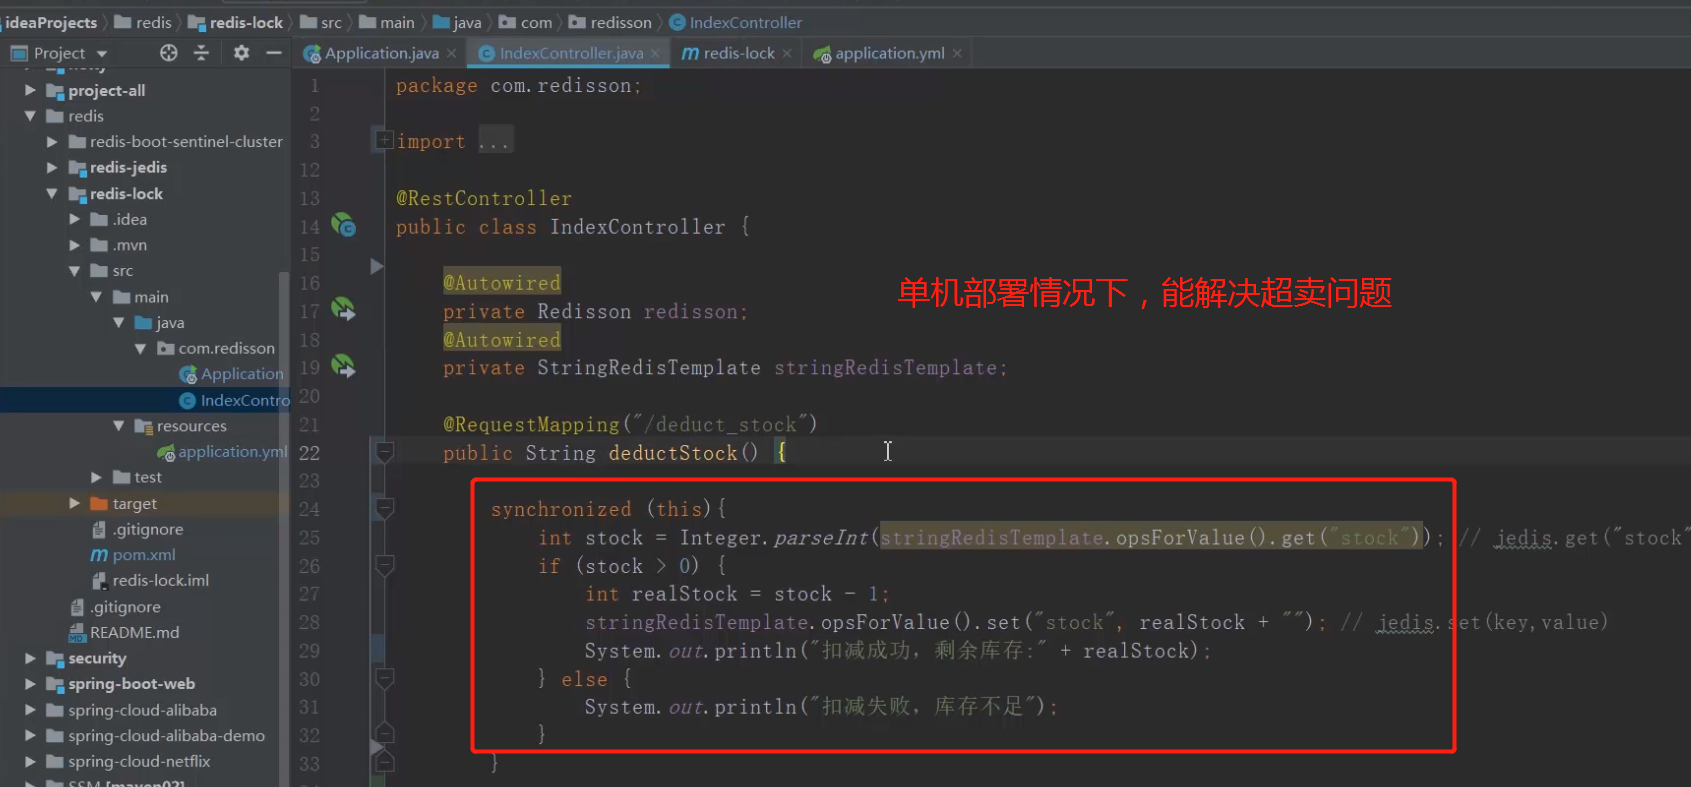 ideaProjects redis redis-lock src main java com redisson IndexController
Project
Application.java IndexController.java redis-lock application.yml
project-all
redis
redis-boot-sentinel-cluster
redis-jedis
redis-lock
.idea
.mvn
src
main
java
com.redisson
Application
IndexContro
resources
application.yml
test
target
.gitignore
pom.xml
redis-lock.iml
.gitignore
README.md
security
spring-boot-web
spring-cloud-alibaba
spring-cloud-alibaba-demo
spring-cloud-netflix
SSM [maven02]
1 package com.redisson;
2
3 import ...
12
13 @RestController
14 public class IndexController {
15
16 @Autowired
单机部署情况下，能解决超卖问题
17 private Redisson redisson;
18 @Autowired
19 private StringRedisTemplate stringRedisTemplate;
20
21 @RequestMapping("/deduct_stock")
22 public String deductStock() {
23
24 synchronized (this){
25 int stock = Integer.parseInt(stringRedisTemplate.opsForValue().get("stock")); // jedis.get("stock"
26 if (stock > 0) {
27 int realStock = stock - 1;
28 stringRedisTemplate.opsForValue().set("stock", realStock + ""); // jedis.set(key,value)
29 System.out.println("扣减成功，剩余库存:" + realStock);
30 } else {
31 System.out.println("扣减失败，库存不足");
32 }
33 }